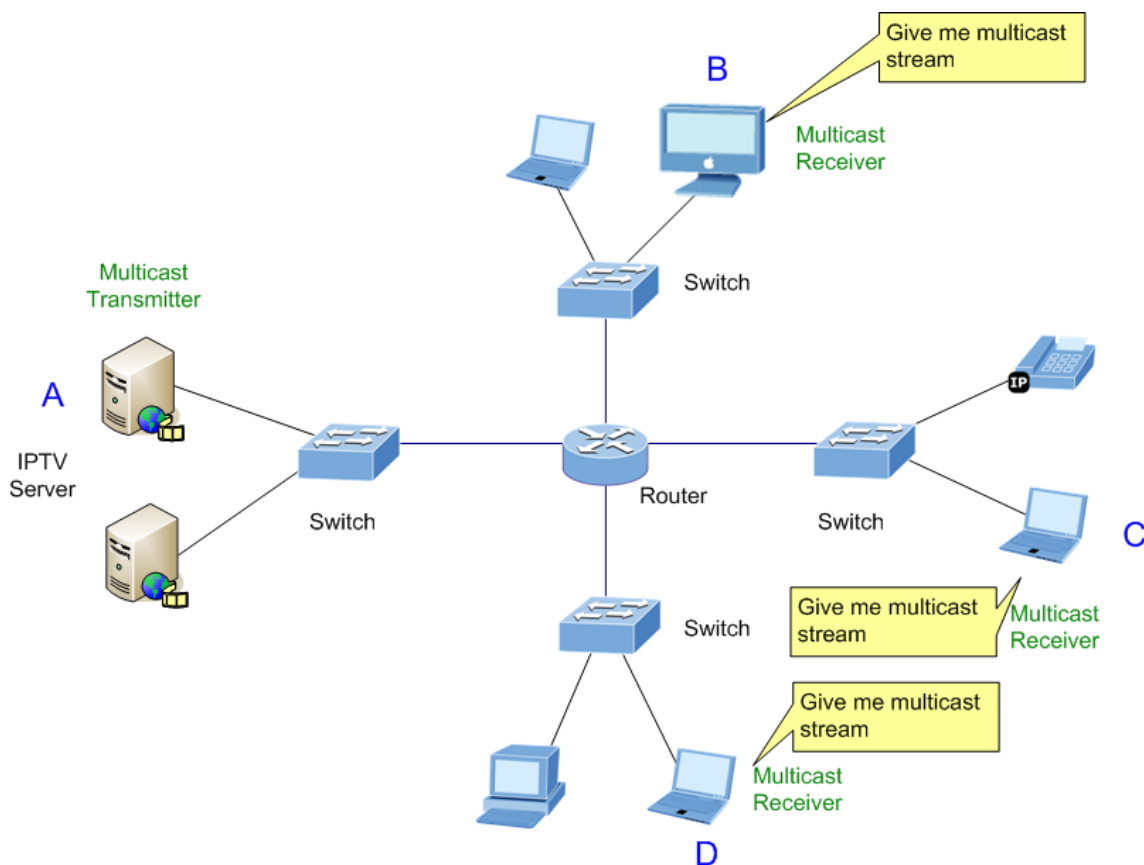 Give me multicast
stream
B
Multicast
Receiver
Switch
Multicast
Transmitter
A
IPTV
Server
Switch
Router
IP
Switch
C
Give me multicast
stream
Multicast
Receiver
Switch
Give me multicast
stream
Multicast
Receiver
D